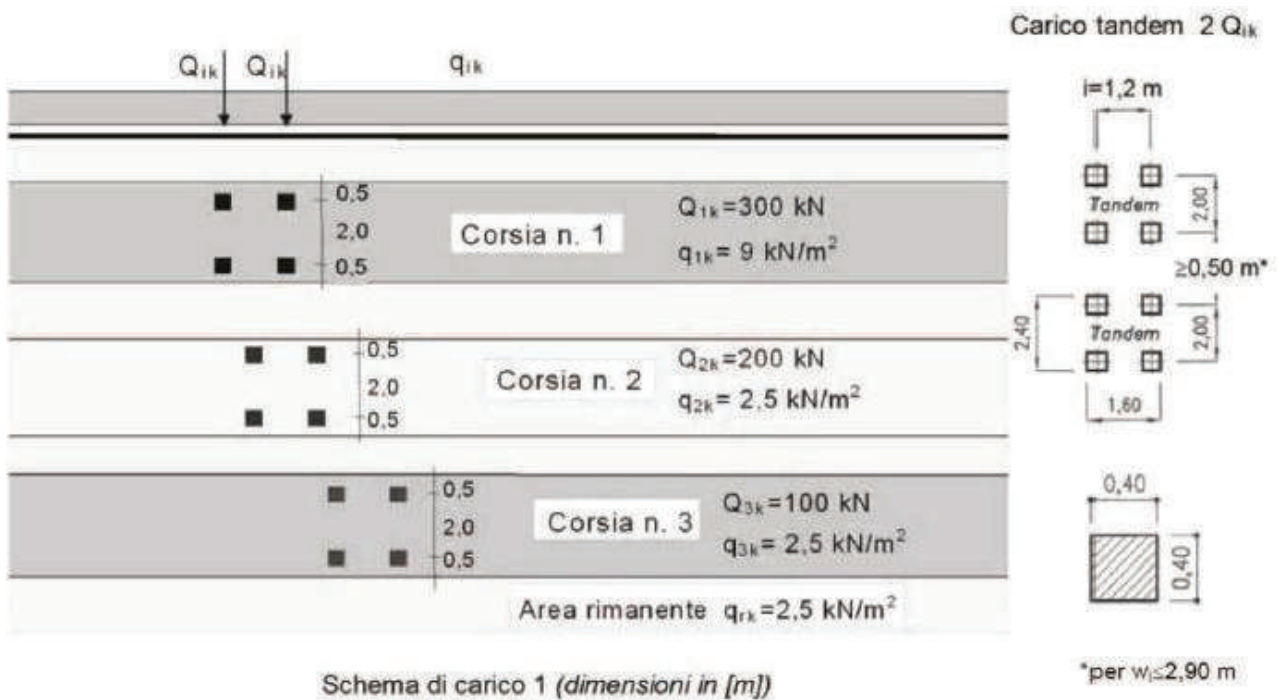 Carico tandem 2 Qik
Qik Qik qik
i=1,2 m
0,5
2,0
0,5
Corsia n. 1
Q1k=300 kN
q1k= 9 kN/m²
Tandem
2,00
≥0,50 m*
Tandem
2,40
2,00
1,60
0,5
2,0
0,5
Corsia n. 2
Q2k=200 kN
q2k= 2,5 kN/m²
0,5
2,0
0,5
Corsia n. 3
Q3k=100 kN
q3k= 2,5 kN/m²
0,40
0,40
Area rimanente qrk=2,5 kN/m²
*per wi≤2,90 m
Schema di carico 1 (dimensioni in [m])